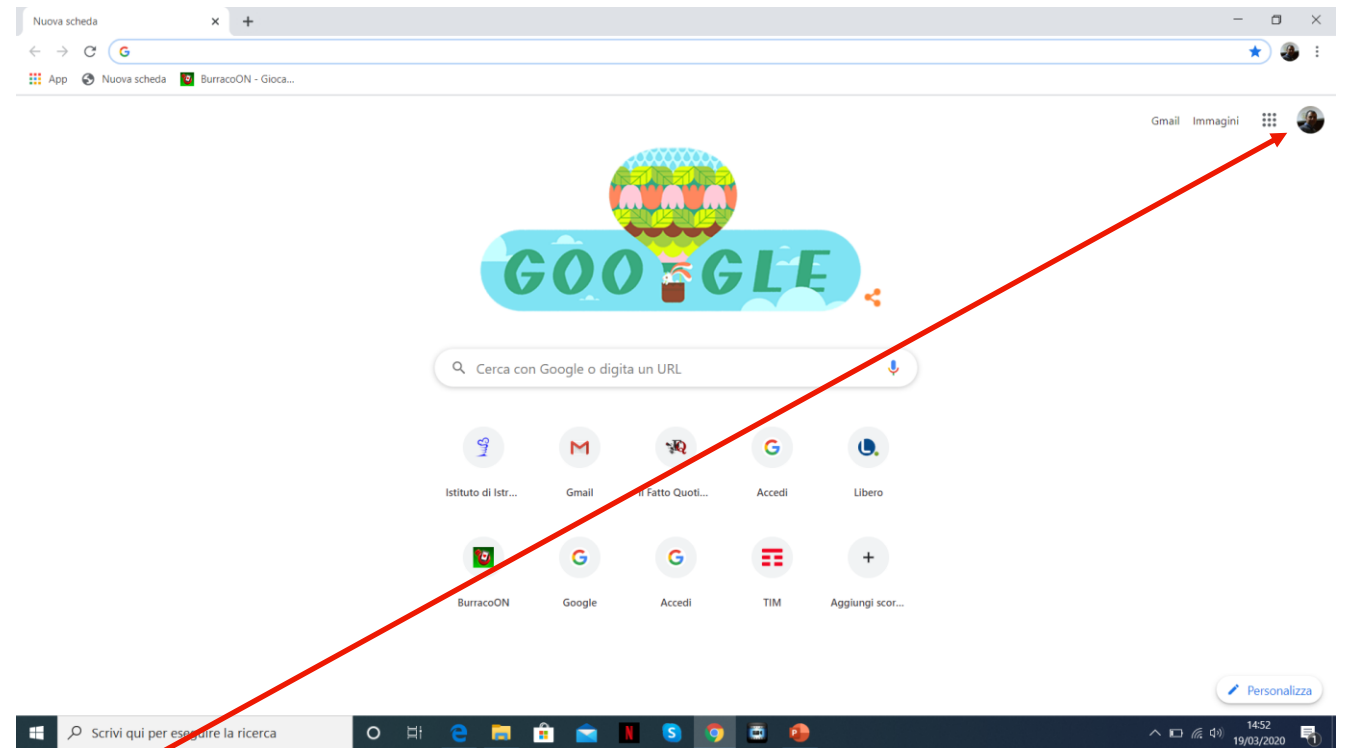 Nuova scheda
App Nuova scheda BurracoON - Gioca...
Gmail Immagini
GOOGLE
Cerca con Google o digita un URL
Istituto di Istr... Gmail Il Fatto Quoti... Accedi Libero
BurracoON Google Accedi TIM Aggiungi scor...
Personalizza
Scrivi qui per eseguire la ricerca
14:52
19/03/2020